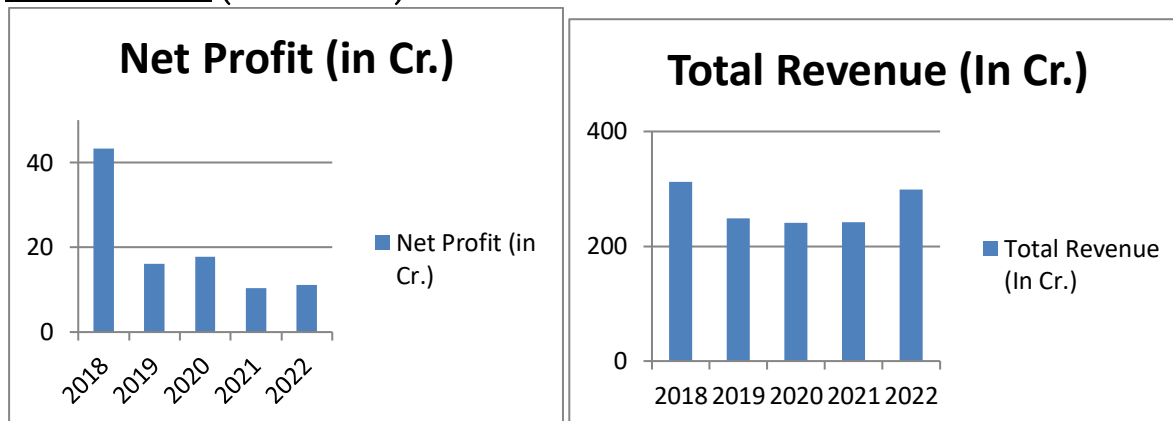 Net Profit (in Cr.)
40
20
0
2018 2019 2020 2021 2022
Net Profit (in
Cr.)
Total Revenue (In Cr.)
400
200
0
2018 2019 2020 2021 2022
Total Revenue
(In Cr.)